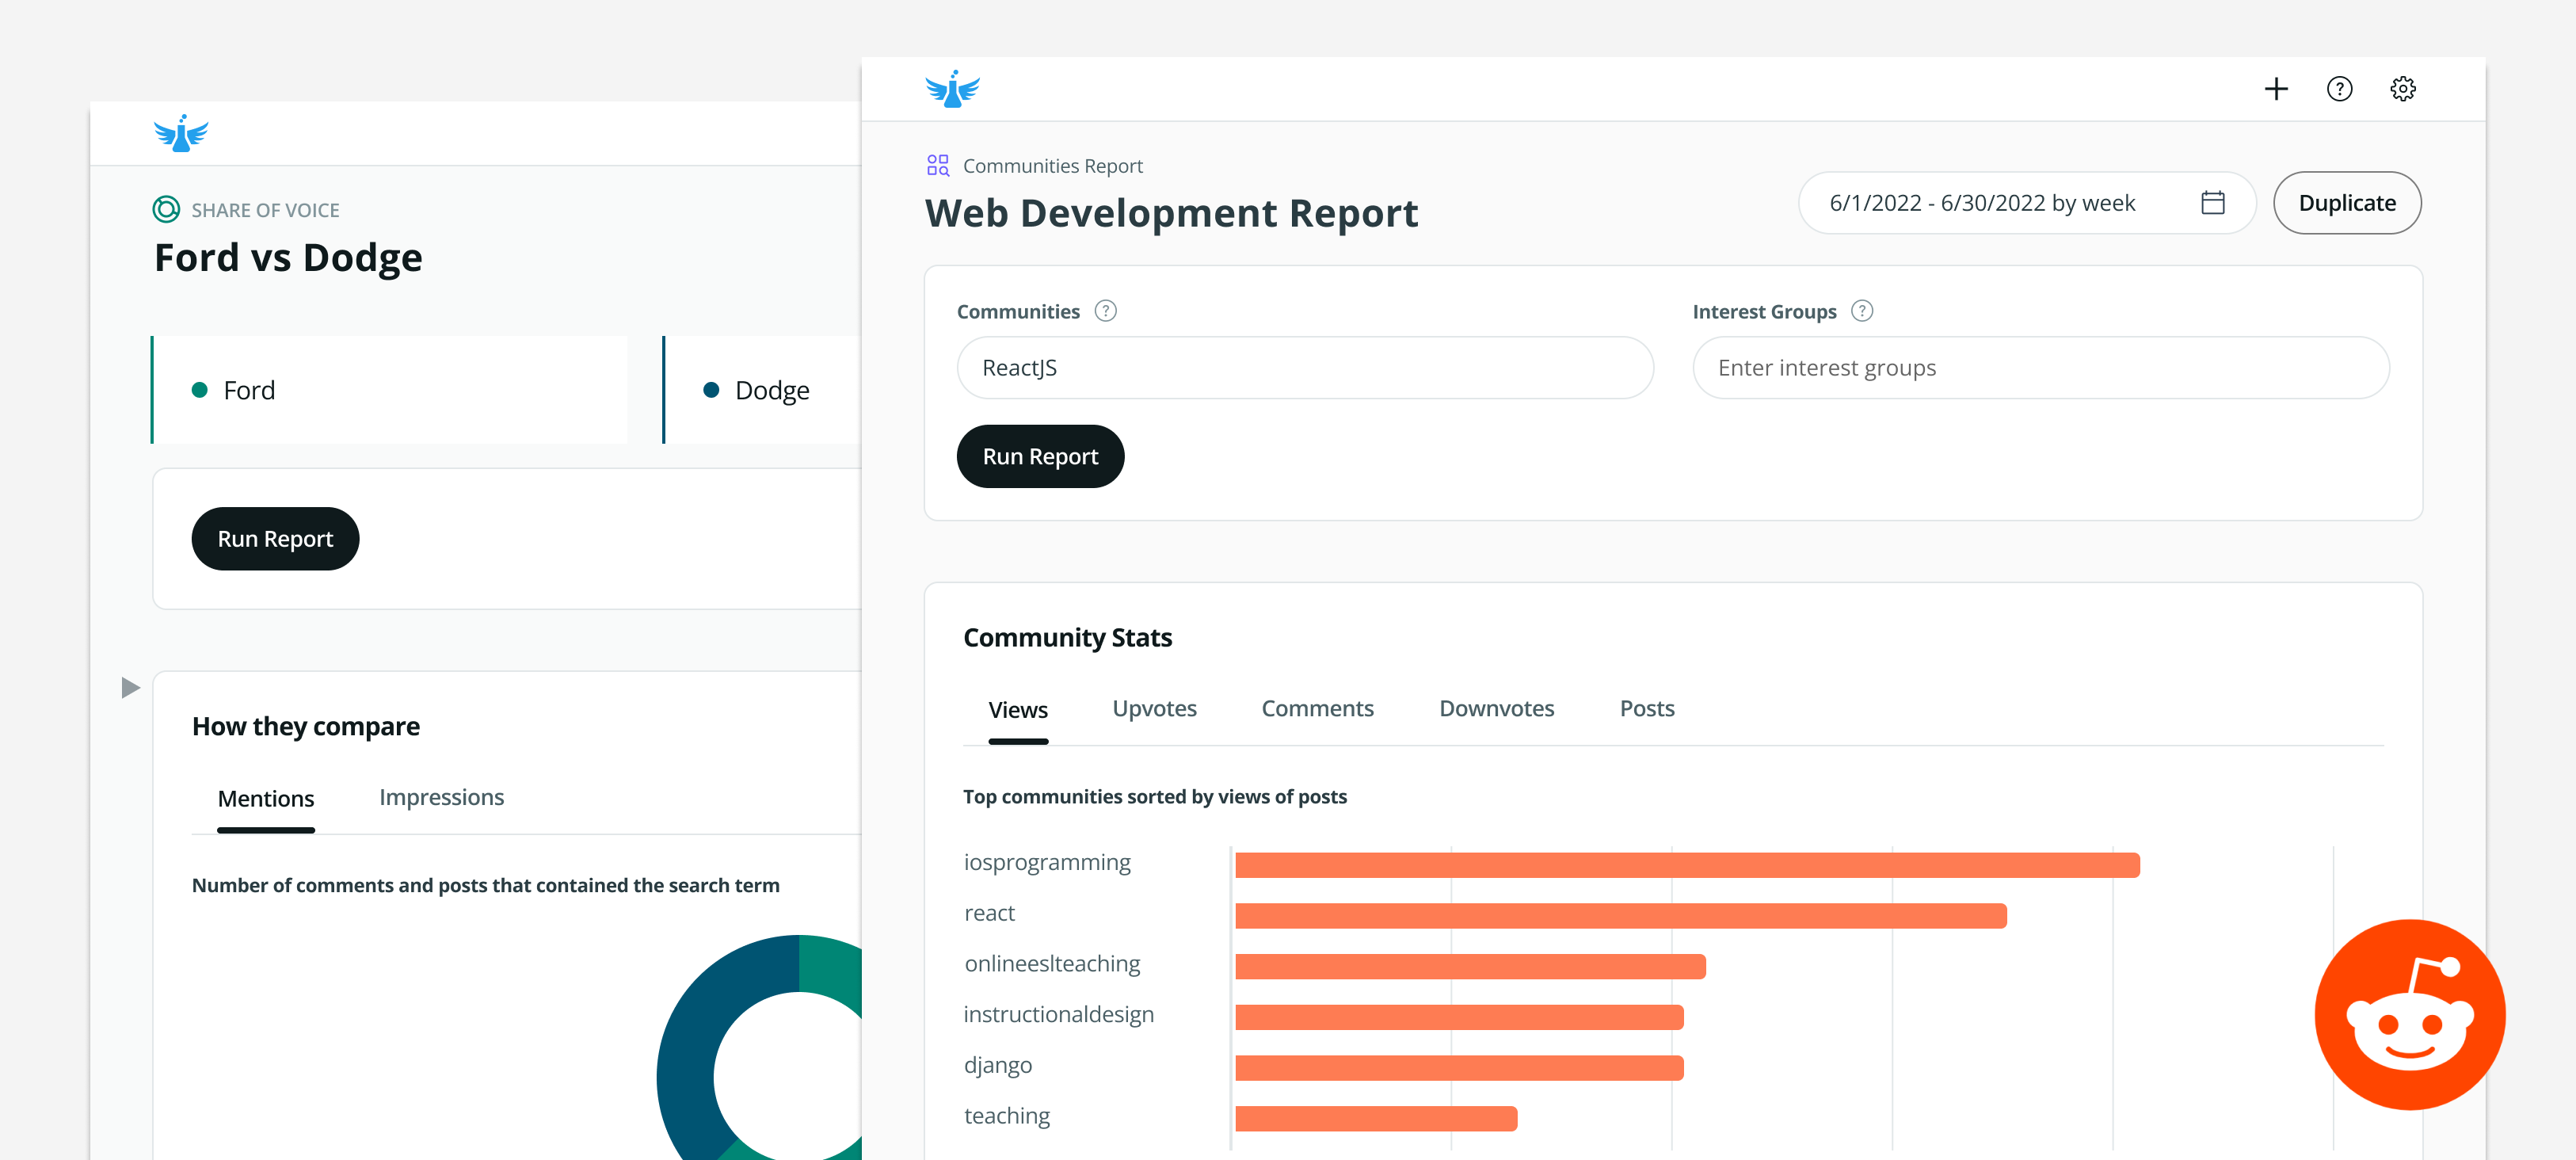 SHARE OF VOICE
Ford vs Dodge
Ford
Dodge
Run Report
How they compare
Mentions
Impressions
Number of comments and posts that contained the search term
?
Communities Report
Web Development Report
6/1/2022 - 6/30/2022 by week
Duplicate
Communities ?
Interest Groups ?
ReactJS
Enter interest groups
Run Report
Community Stats
Views
Upvotes
Comments
Downvotes
Posts
Top communities sorted by views of posts
iosprogramming
react
onlineeslteaching
instructionaldesign
django
teaching